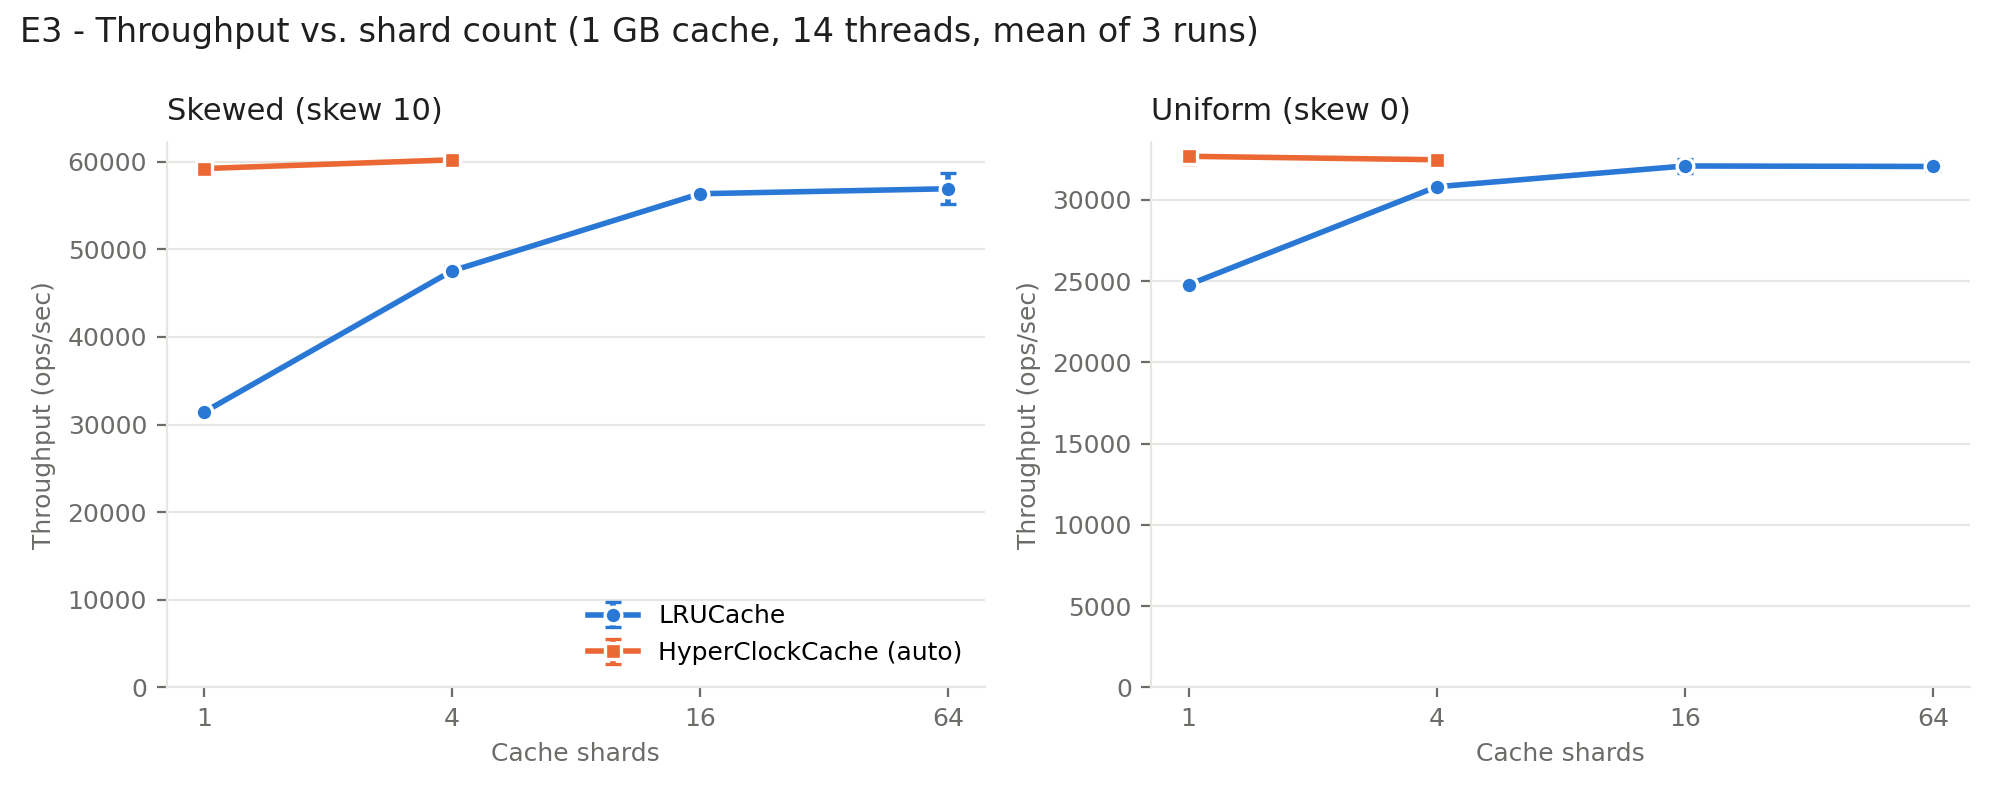 E3 - Throughput vs. shard count (1 GB cache, 14 threads, mean of 3 runs)
Skewed (skew 10)
60000
50000
40000
30000
20000
10000
0
Throughput (ops/sec)
LRUCache
HyperClockCache (auto)
1
4
16
64
Cache shards
Uniform (skew 0)
30000
25000
20000
15000
10000
5000
0
Throughput (ops/sec)
1
4
16
64
Cache shards